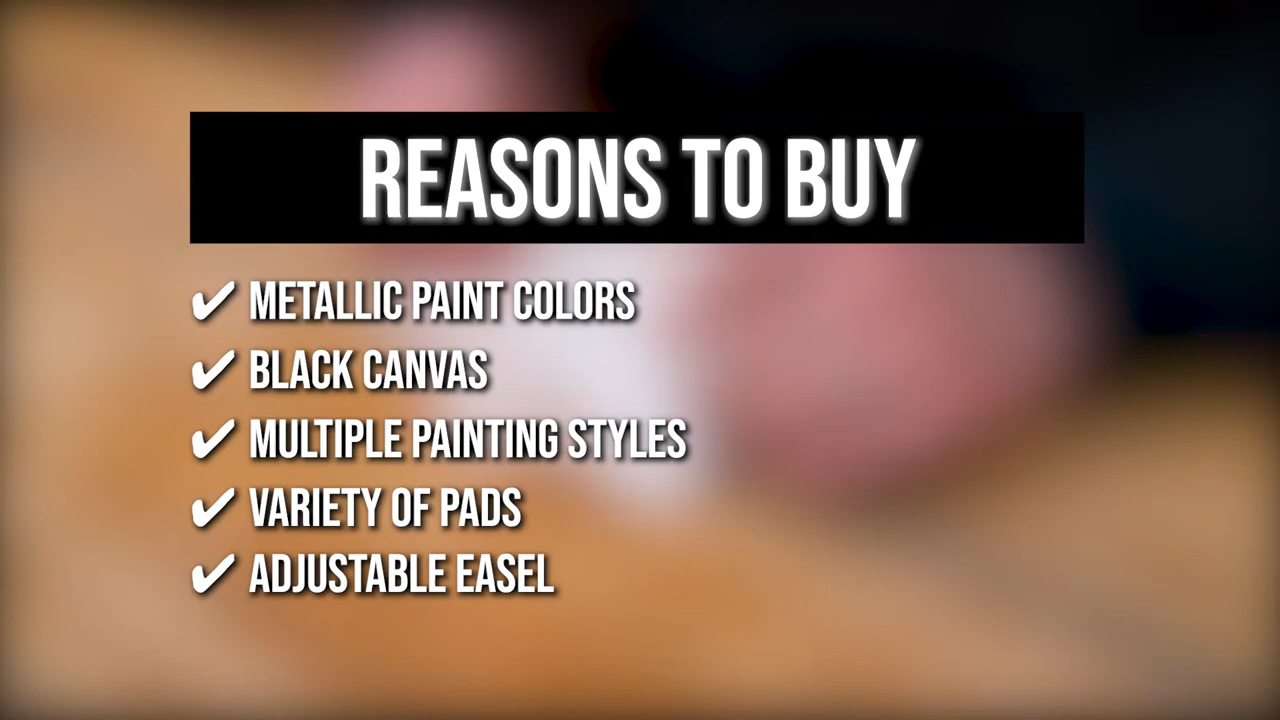 REASONS TO BUY
✔ METALLIC PAINT COLORS
✔ BLACK CANVAS
✔ MULTIPLE PAINTING STYLES
✔ VARIETY OF PADS
✔ ADJUSTABLE EASEL